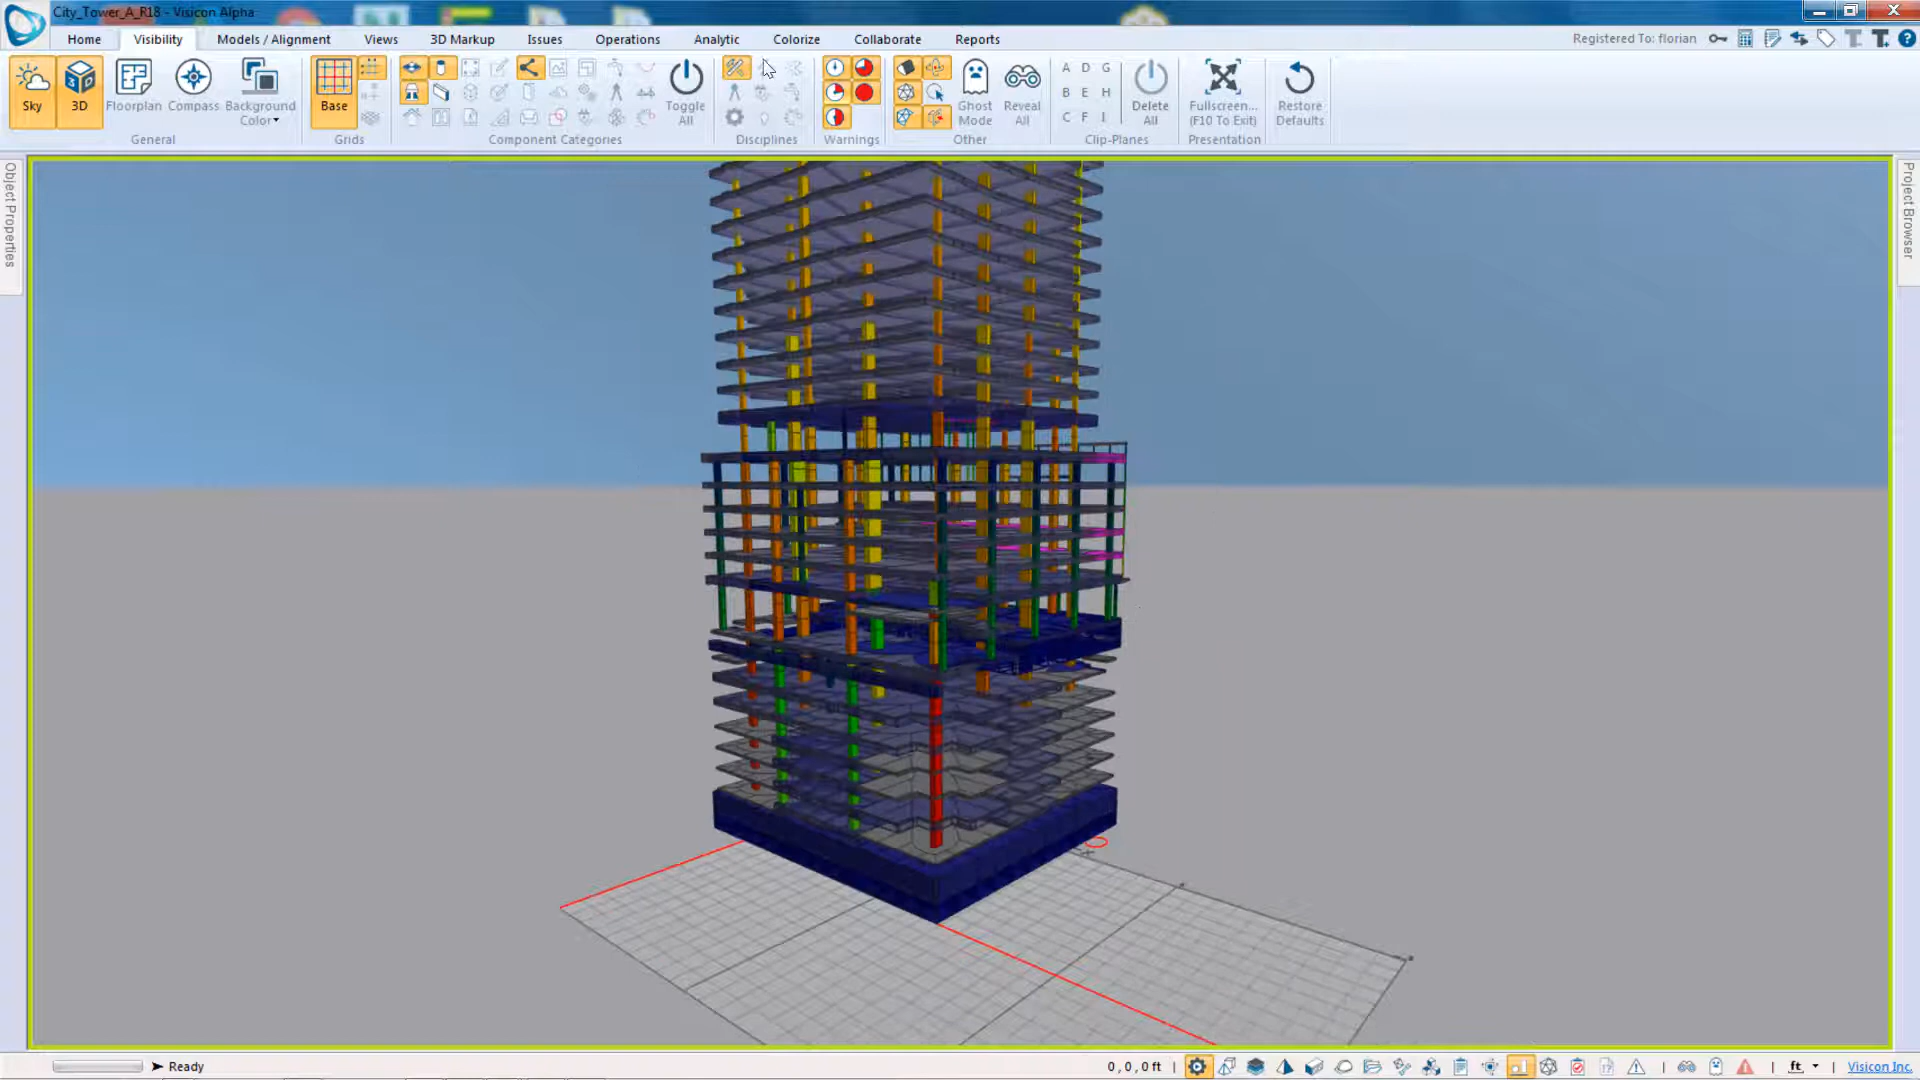 City_Tower_A_R18 - Visicon Alpha
Home
Visibility
Models / Alignment
Views
3D Markup
Issues
Operations
Analytic
Colorize
Collaborate
Reports
Registered To: florian
Sky
3D
Floorplan
Compass
Background Color
Base
Toggle All
Ghost Mode
Reveal All
A D G
B E H
C F I
Delete All
Fullscreen... (F10 To Exit)
Restore Defaults
General
Grids
Component Categories
Disciplines
Warnings
Other
Clip-Planes
Presentation
Object Properties
Project Browser
Ready
0 , 0 , 0 ft
ft
Visicon Inc.